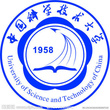 中国科学技术大学
1958
University of Science and Technology of China